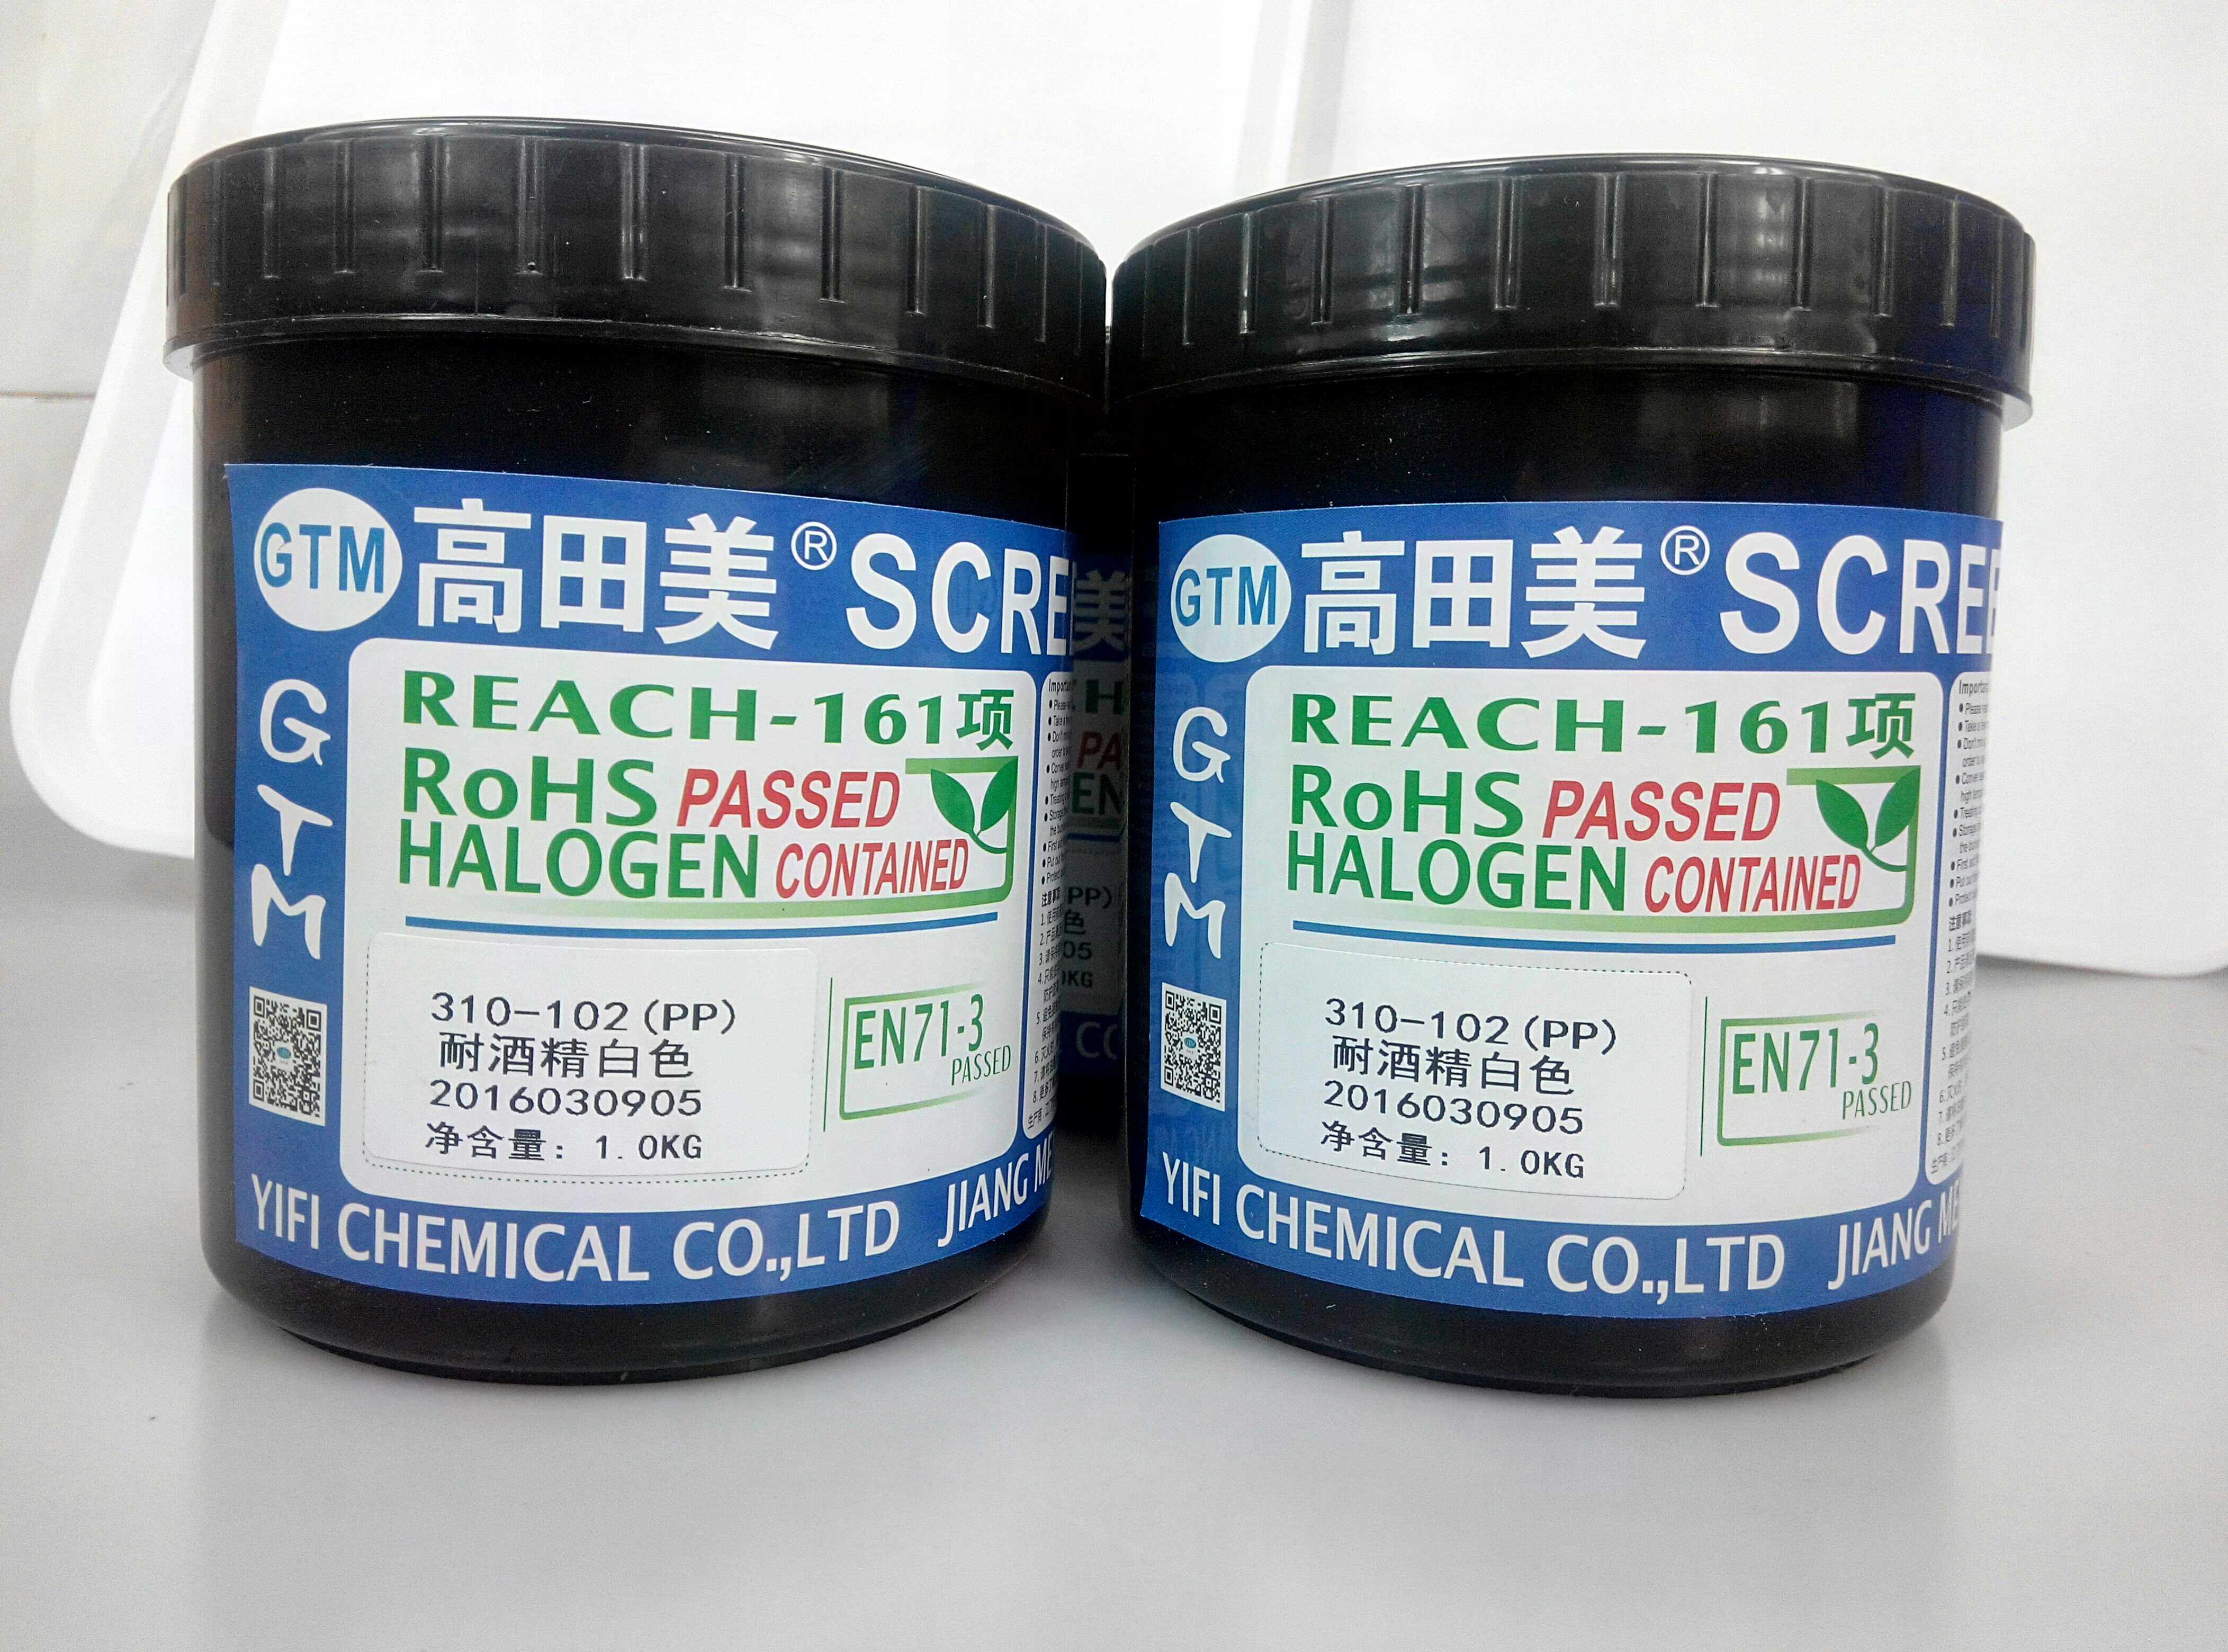 GTM 高田美® SCRE
GTM
REACH-161项
RoHS PASSED
HALOGEN CONTAINED
310-102(PP)
耐酒精白色
2016030905
净含量: 1.0KG
EN71-3
PASSED
YIFI CHEMICAL CO.,LTD JIANG ME
GTM 高田美® SCREE
GTM
REACH-161项
RoHS PASSED
HALOGEN CONTAINED
310-102(PP)
耐酒精白色
2016030905
净含量: 1.0KG
EN71-3
PASSED
YIFI CHEMICAL CO.,LTD JIANG ME